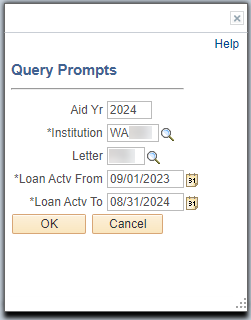 Help
Query Prompts
Aid Yr 2024
*Institution WA
Letter
*Loan Actv From 09/01/2023
*Loan Actv To 08/31/2024
OK Cancel